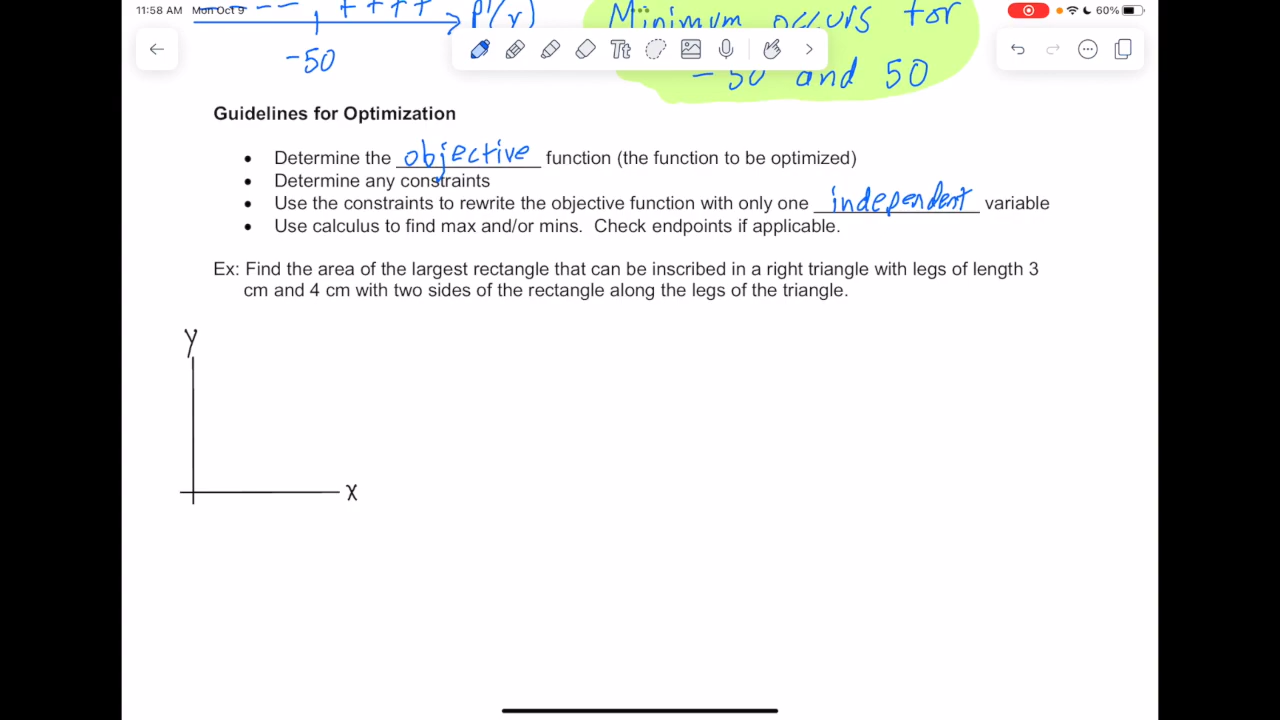 11:58 AM Mon Oct 9
60%
---, ++++ P'(x)
-50
Minimum occurs for
-50 and 50
Tt
Guidelines for Optimization
• Determine the objective function (the function to be optimized)
• Determine any constraints
• Use the constraints to rewrite the objective function with only one independent variable
• Use calculus to find max and/or mins. Check endpoints if applicable.
Ex: Find the area of the largest rectangle that can be inscribed in a right triangle with legs of length 3
cm and 4 cm with two sides of the rectangle along the legs of the triangle.
y
x